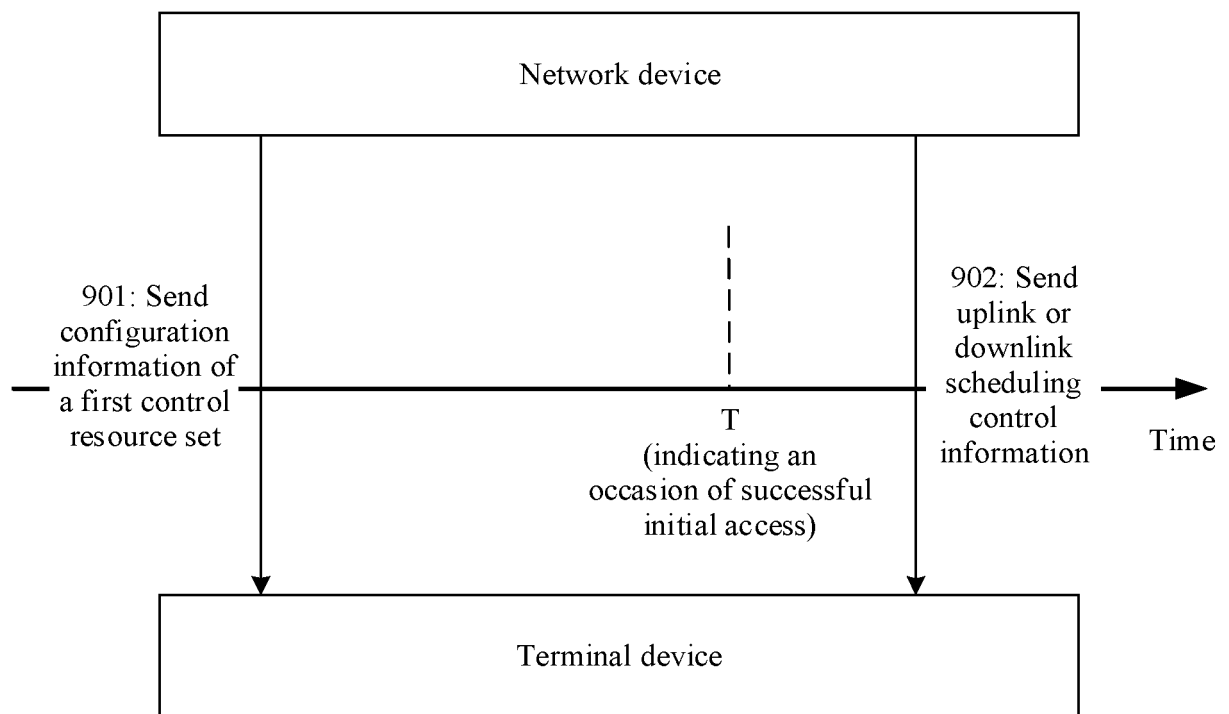 Network device
901: Send
configuration
information of
a first control
resource set
T
(indicating an
occasion of successful
initial access)
902: Send
uplink or
downlink
scheduling
control
information
Time
Terminal device